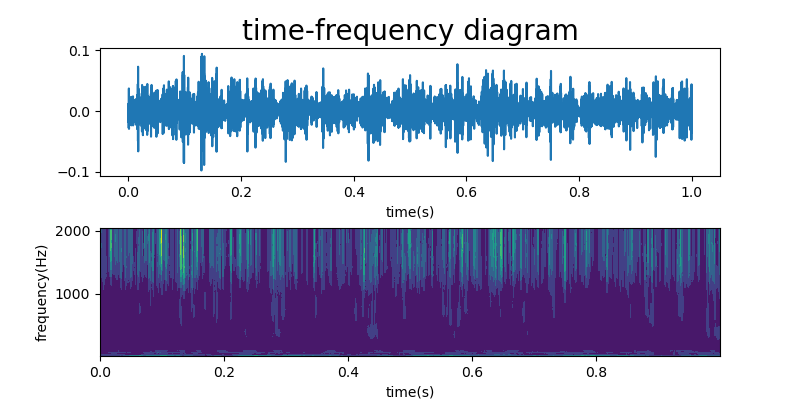 time-frequency diagram
0.1
0.0
−0.1
0.0 0.2 0.4 0.6 0.8 1.0
time(s)
2000
1000
frequency(Hz)
0.0 0.2 0.4 0.6 0.8
time(s)